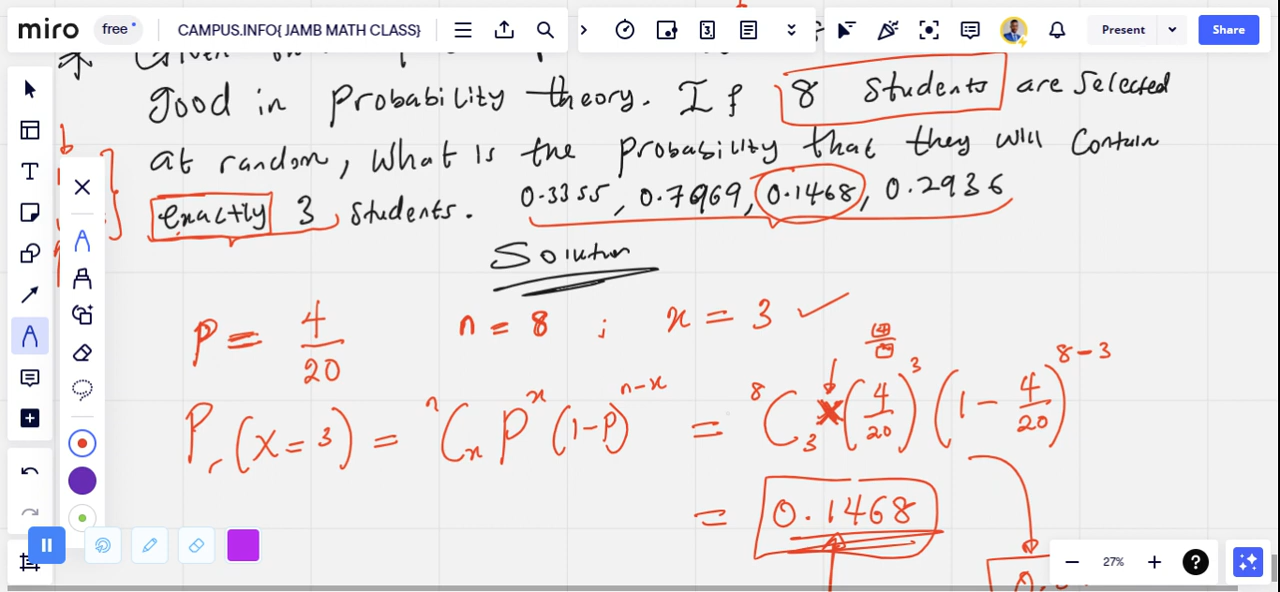 miro free CAMPUS.INFO{ JAMB MATH CLASS} Present Share
good in probability theory. If 8 students are selected
at random, What is the probability that they will contain
exactly 3 students. 0.3355, 0.7969, 0.1468, 0.2936
Solution
P = 4/20 n = 8 ; x = 3 ✓
Pr (X = 3) = ⁿCₓ pˣ (1-p)ⁿ⁻ˣ = ⁸C₃ × (4/20)³ (1 - 4/20)⁸⁻³
= 0.1468
27%